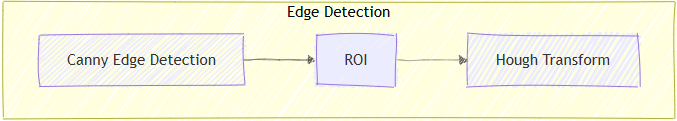 Edge Detection
Canny Edge Detection
ROI
Hough Transform